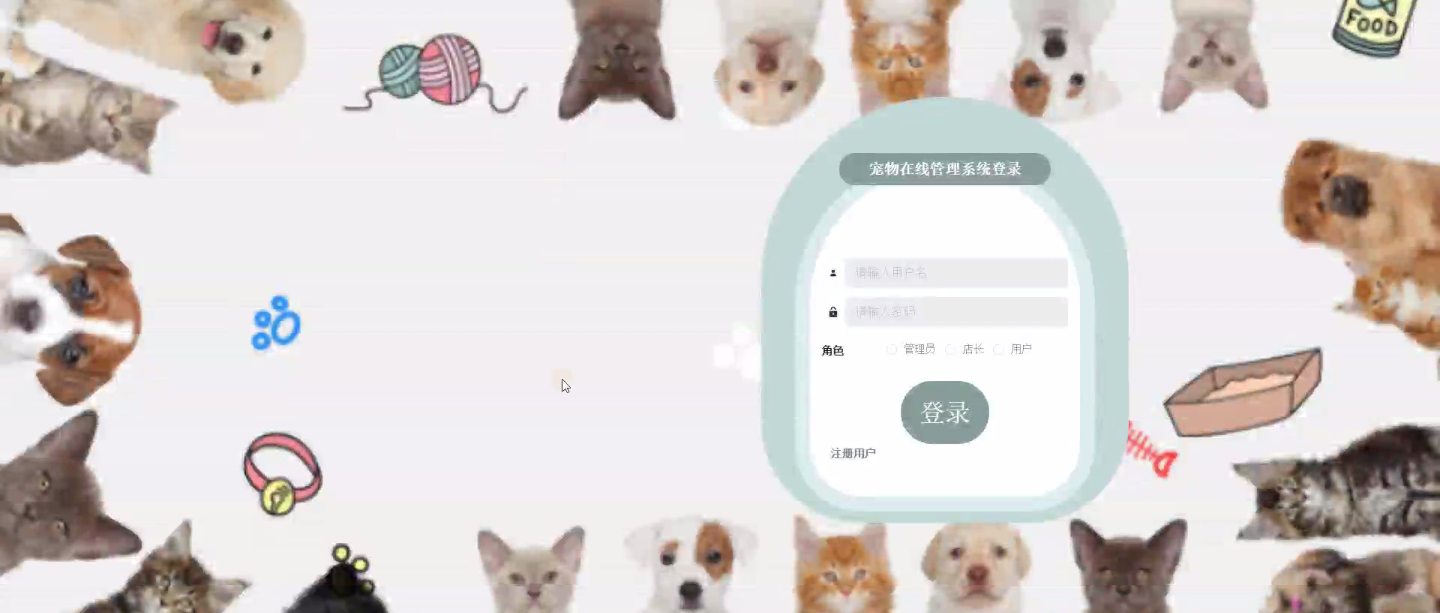 FOOD
宠物在线管理系统登录
请输入用户名
请输入密码
角色 管理员 店长 用户
登录
注册用户